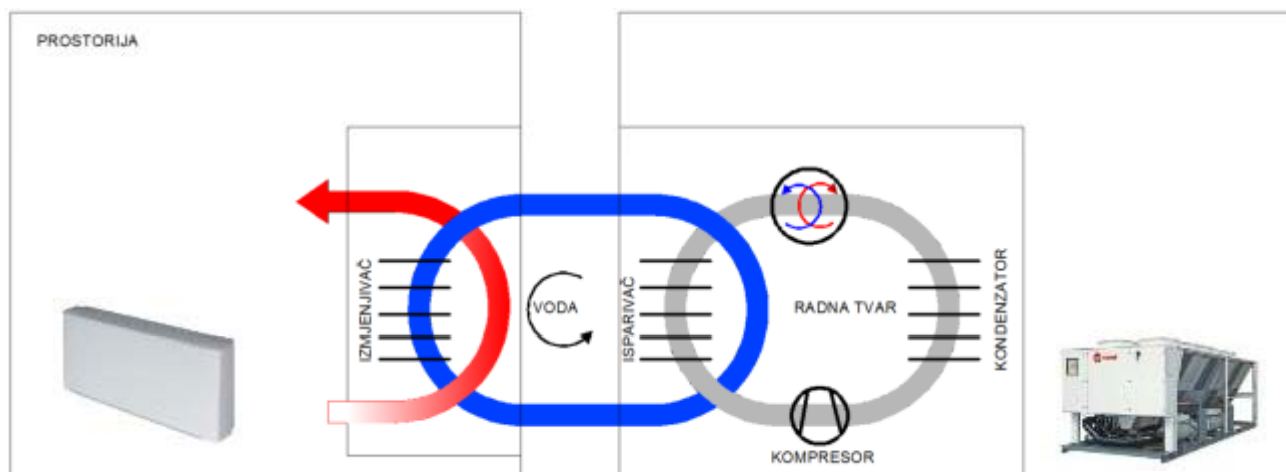 PROSTORIJA
IZMJENJIVAČ
VODA
ISPARIVAČ
RADNA TVAR
KONDENZATOR
KOMPRESOR